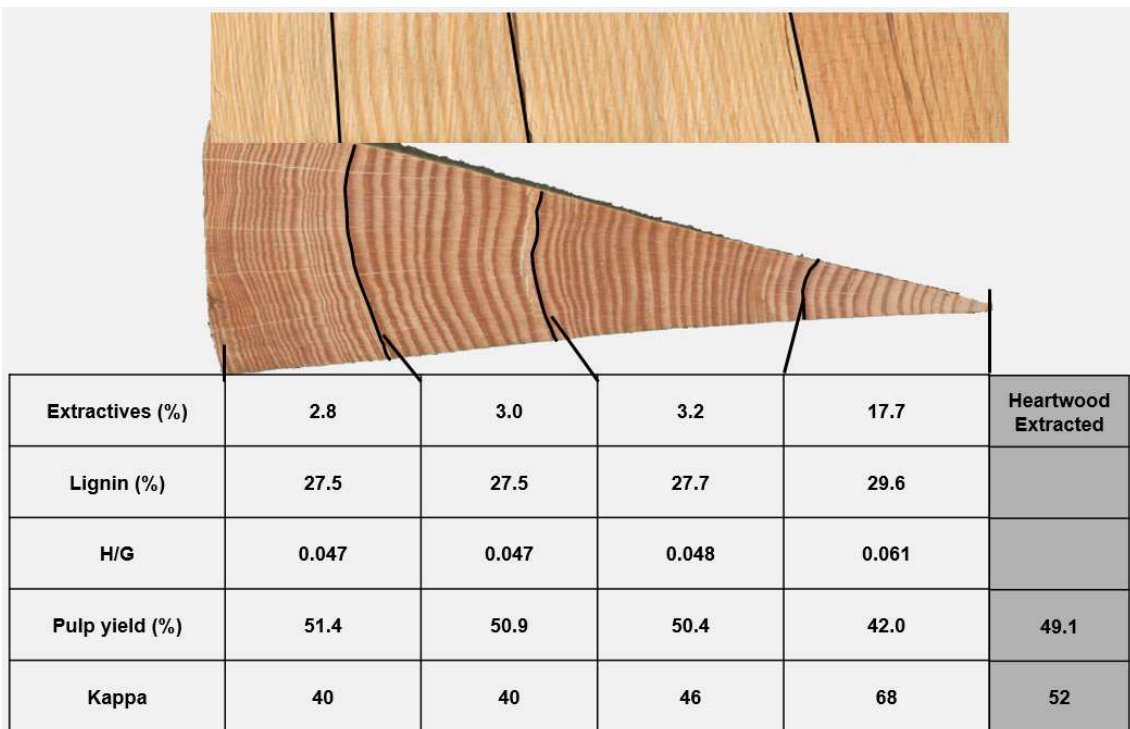 Extractives (%) 2.8 3.0 3.2 17.7 Heartwood
Extracted
Lignin (%) 27.5 27.5 27.7 29.6
H/G 0.047 0.047 0.048 0.061
Pulp yield (%) 51.4 50.9 50.4 42.0 49.1
Kappa 40 40 46 68 52